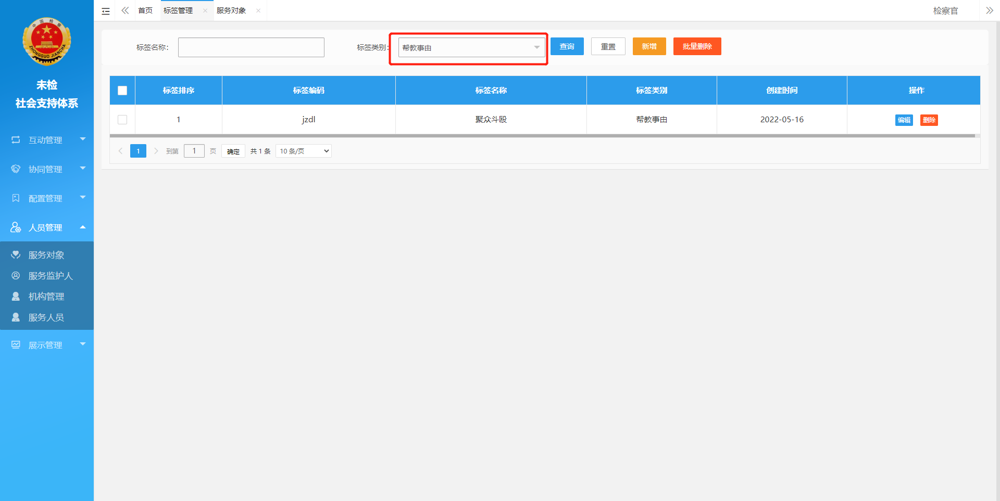 首页
标签管理
服务对象
检察官
中国检察
ZHONGGUO JIANCHA
未检
社会支持体系
互动管理
协同管理
配置管理
人员管理
服务对象
服务监护人
机构管理
服务人员
展示管理
标签名称：
标签类别：
帮教事由
查询
重置
新增
批量删除
标签排序 标签编码 标签名称 标签类别 创建时间 操作
1 jzdl 聚众斗殴 帮教事由 2022-05-16 编辑 删除
1 到第 1 页 确定 共 1 条 10 条/页